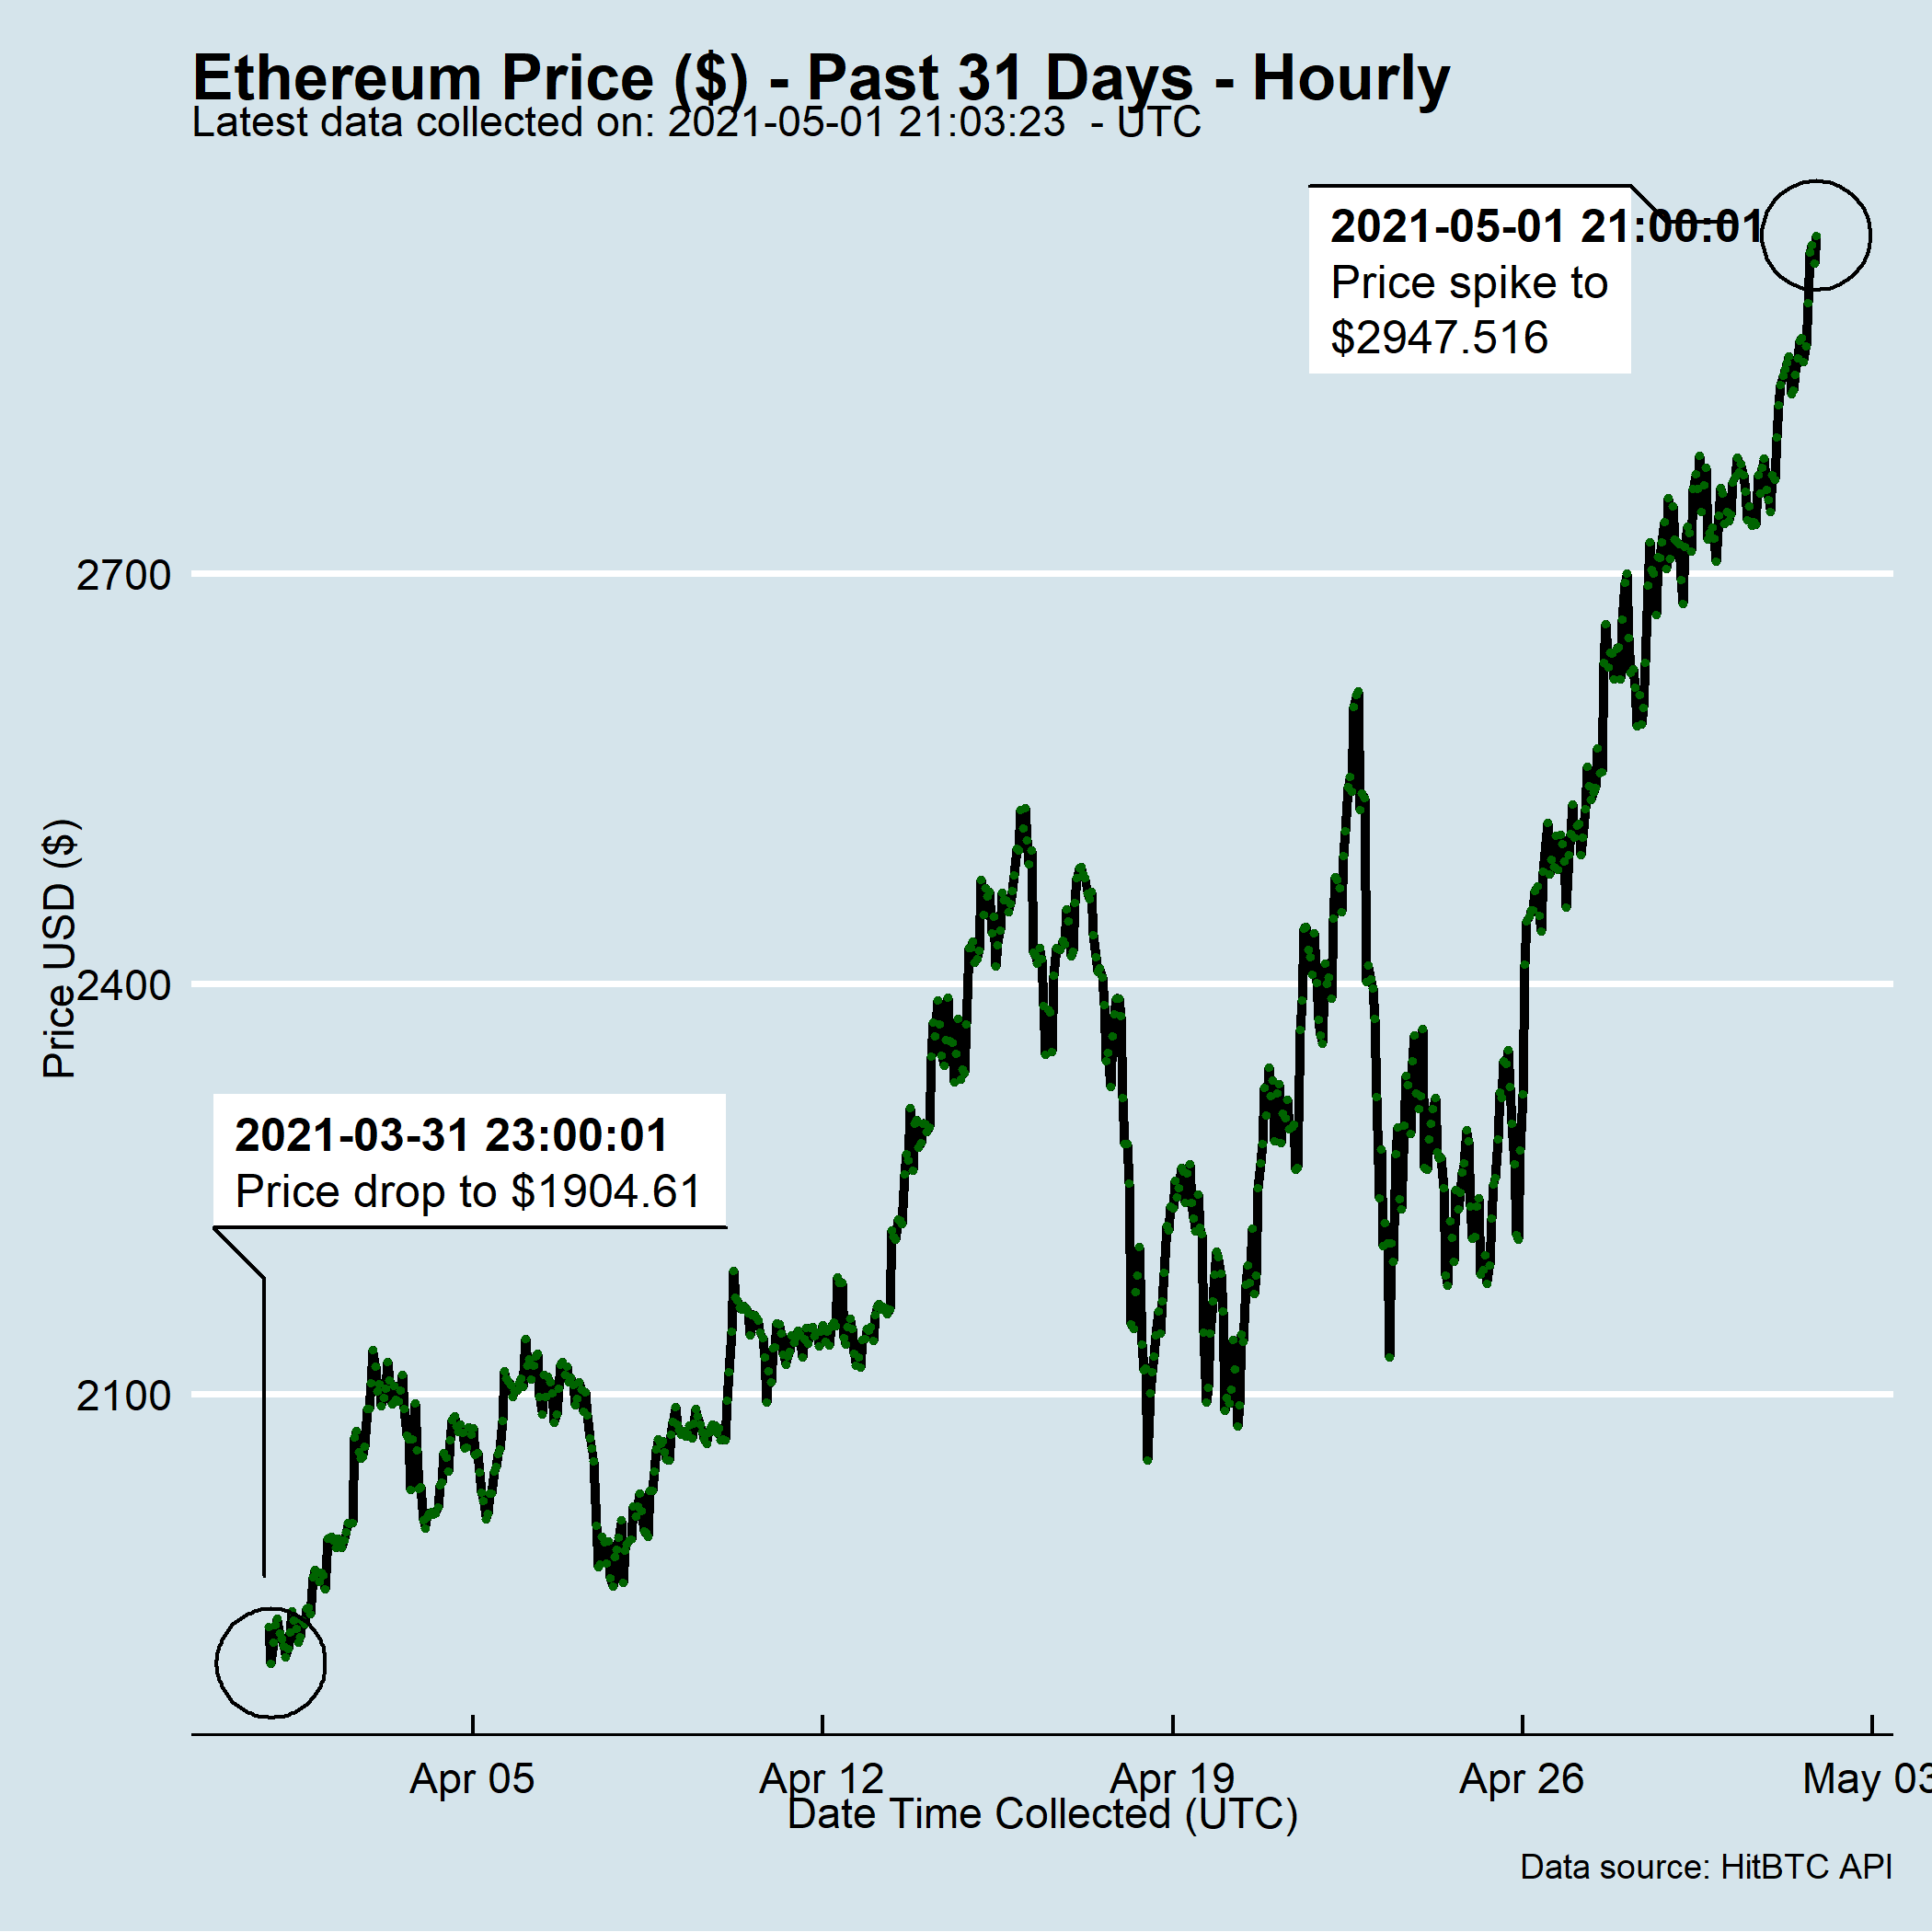 Ethereum Price ($) - Past 31 Days - Hourly
Latest data collected on: 2021-05-01 21:03:23  - UTC
2021-05-01 21:00:01
Price spike to
$2947.516
2700
2400
2100
Price USD ($)
2021-03-31 23:00:01
Price drop to $1904.61
Apr 05
Apr 12
Apr 19
Apr 26
May 03
Date Time Collected (UTC)
Data source: HitBTC API